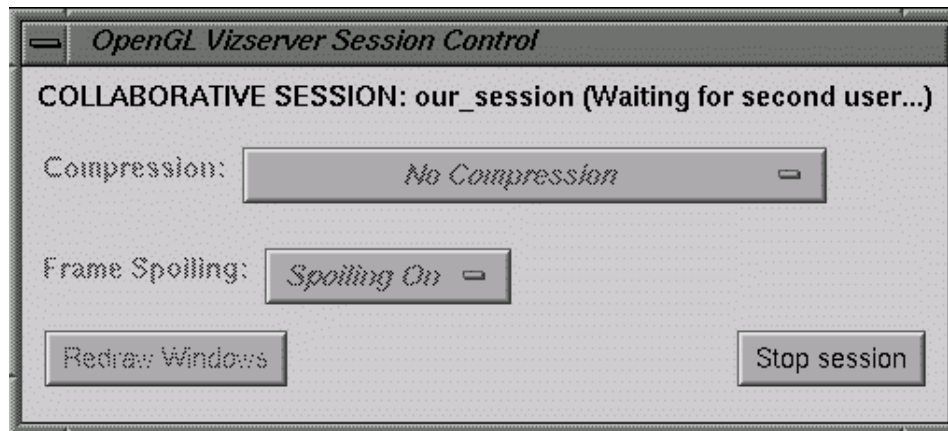 OpenGL Vizserver Session Control
COLLABORATIVE SESSION: our_session (Waiting for second user...)
Compression: No Compression
Frame Spoiling: Spoiling On
Redraw Windows Stop session